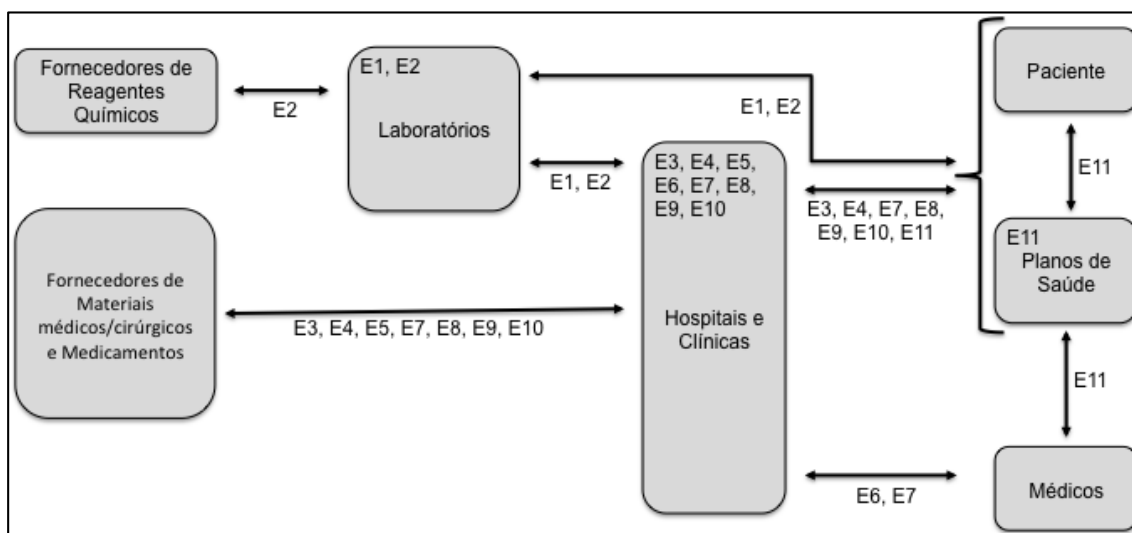 Fornecedores de
Reagentes
Químicos
E2
E1, E2
Laboratórios
E1, E2
E1, E2
Paciente
E11
E11
Planos de
Saúde
E3, E4, E5,
E6, E7, E8,
E9, E10
Hospitais e
Clínicas
E3, E4, E7, E8,
E9, E10, E11
Fornecedores de
Materiais
médicos/cirúrgicos
e Medicamentos
E3, E4, E5, E7, E8, E9, E10
E11
E6, E7
Médicos